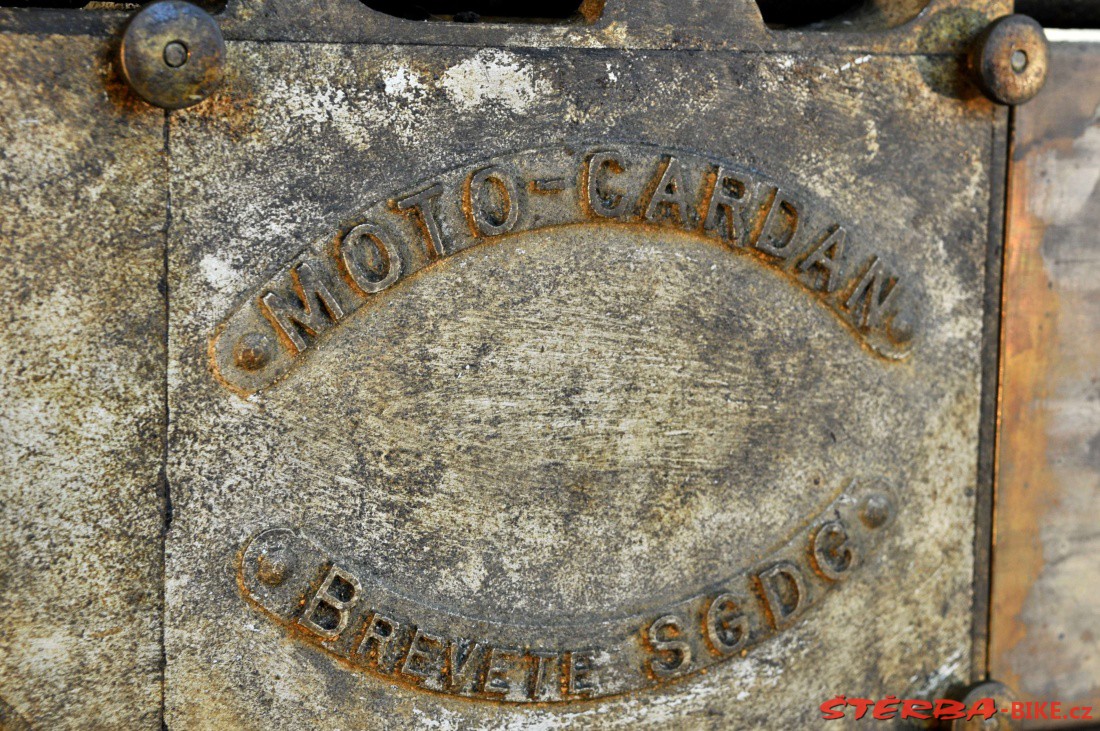 MOTO-CARDAN
BREVETE SGDG
ŠTĚRBA-BIKE.cz